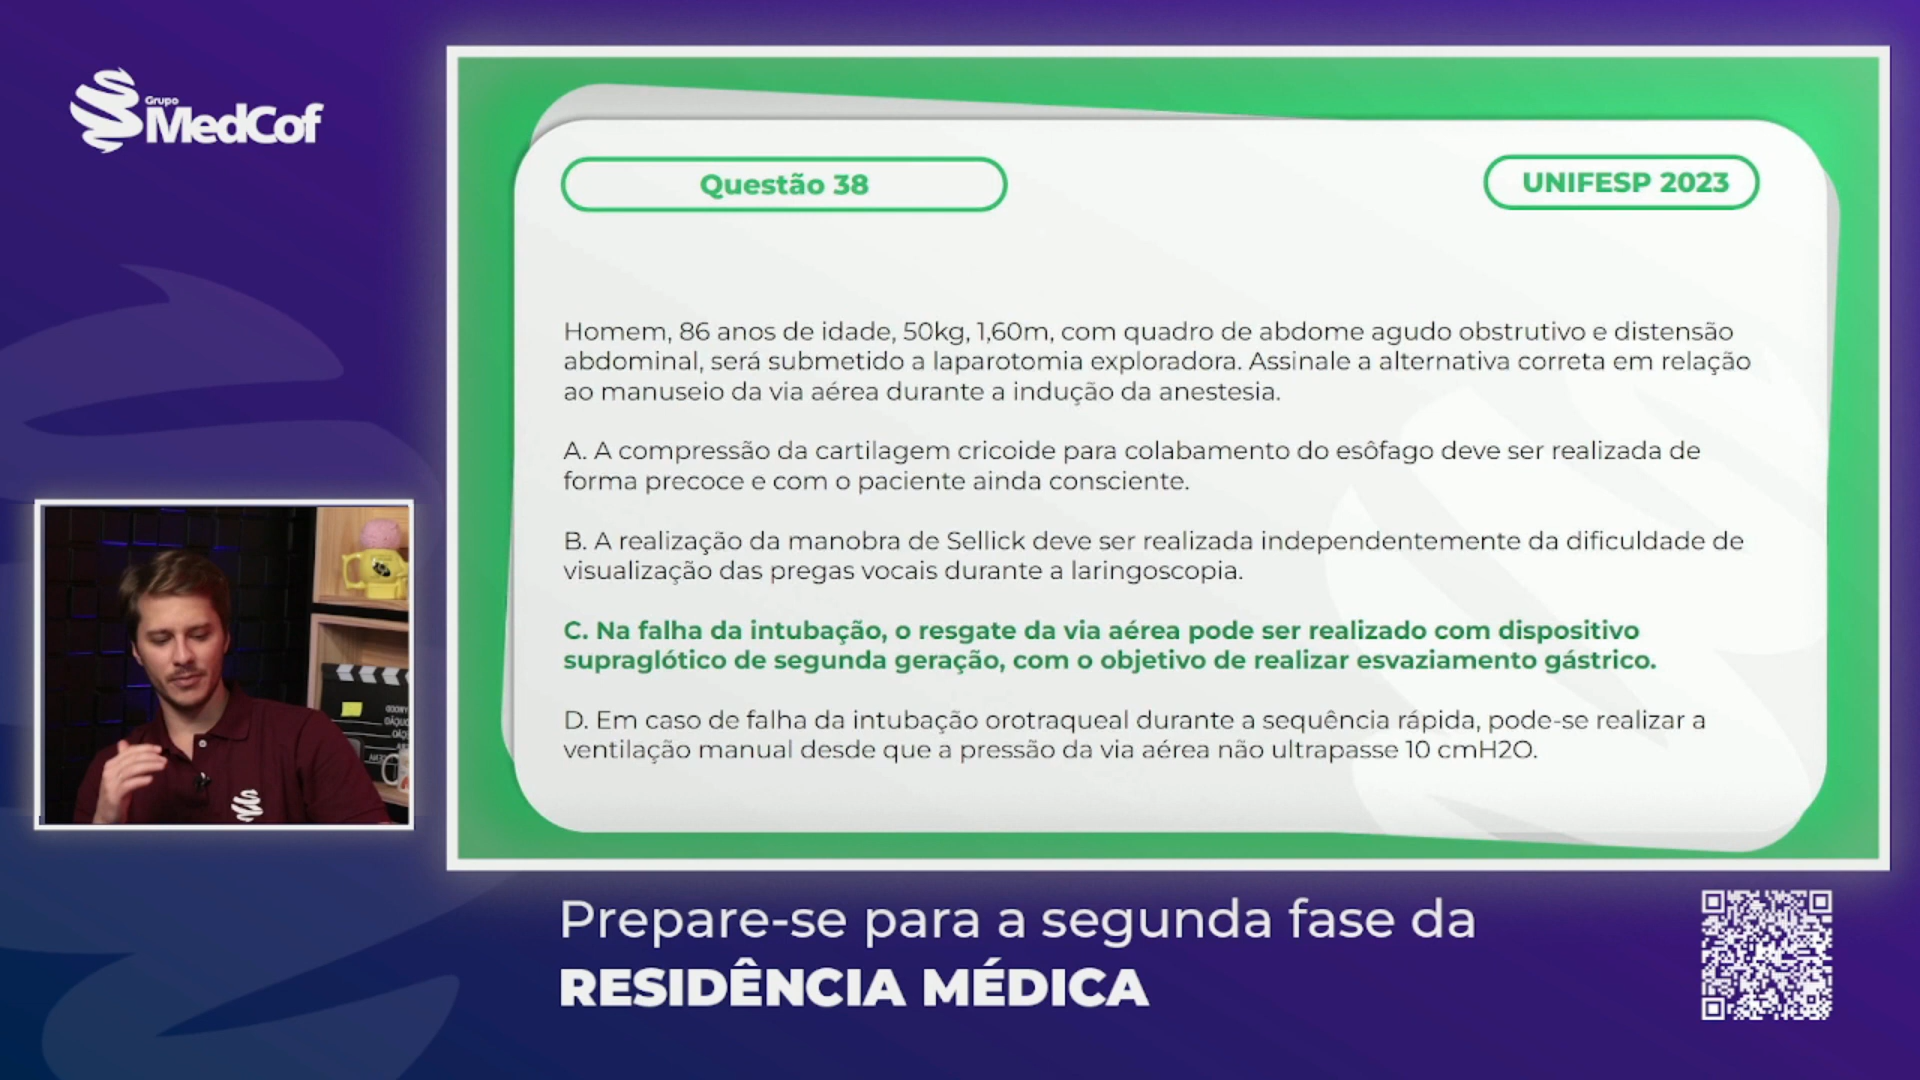 Grupo
MedCof
Questão 38
UNIFESP 2023
Homem, 86 anos de idade, 50kg, 1,60m, com quadro de abdome agudo obstrutivo e distensão
abdominal, será submetido a laparotomia exploradora. Assinale a alternativa correta em relação
ao manuseio da via aérea durante a indução da anestesia.
A. A compressão da cartilagem cricoide para colabamento do esôfago deve ser realizada de
forma precoce e com o paciente ainda consciente.
B. A realização da manobra de Sellick deve ser realizada independentemente da dificuldade de
visualização das pregas vocais durante a laringoscopia.
C. Na falha da intubação, o resgate da via aérea pode ser realizado com dispositivo
supraglótico de segunda geração, com o objetivo de realizar esvaziamento gástrico.
D. Em caso de falha da intubação orotraqueal durante a sequência rápida, pode-se realizar a
ventilação manual desde que a pressão da via aérea não ultrapasse 10 cmH2O.
Prepare-se para a segunda fase da
RESIDÊNCIA MÉDICA